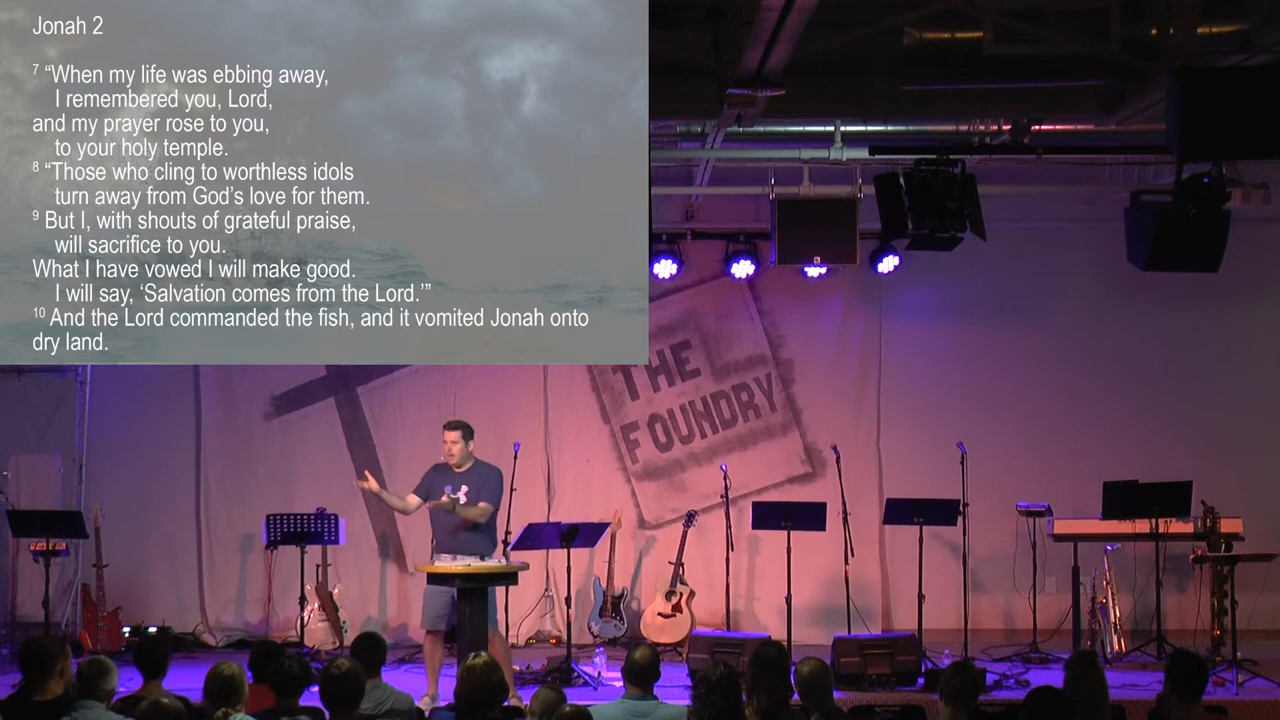 Jonah 2
7 “When my life was ebbing away,
I remembered you, Lord,
and my prayer rose to you,
to your holy temple.
8 “Those who cling to worthless idols
turn away from God’s love for them.
9 But I, with shouts of grateful praise,
will sacrifice to you.
What I have vowed I will make good.
I will say, ‘Salvation comes from the Lord.’”
10 And the Lord commanded the fish, and it vomited Jonah onto
dry land.
THE
FOUNDRY